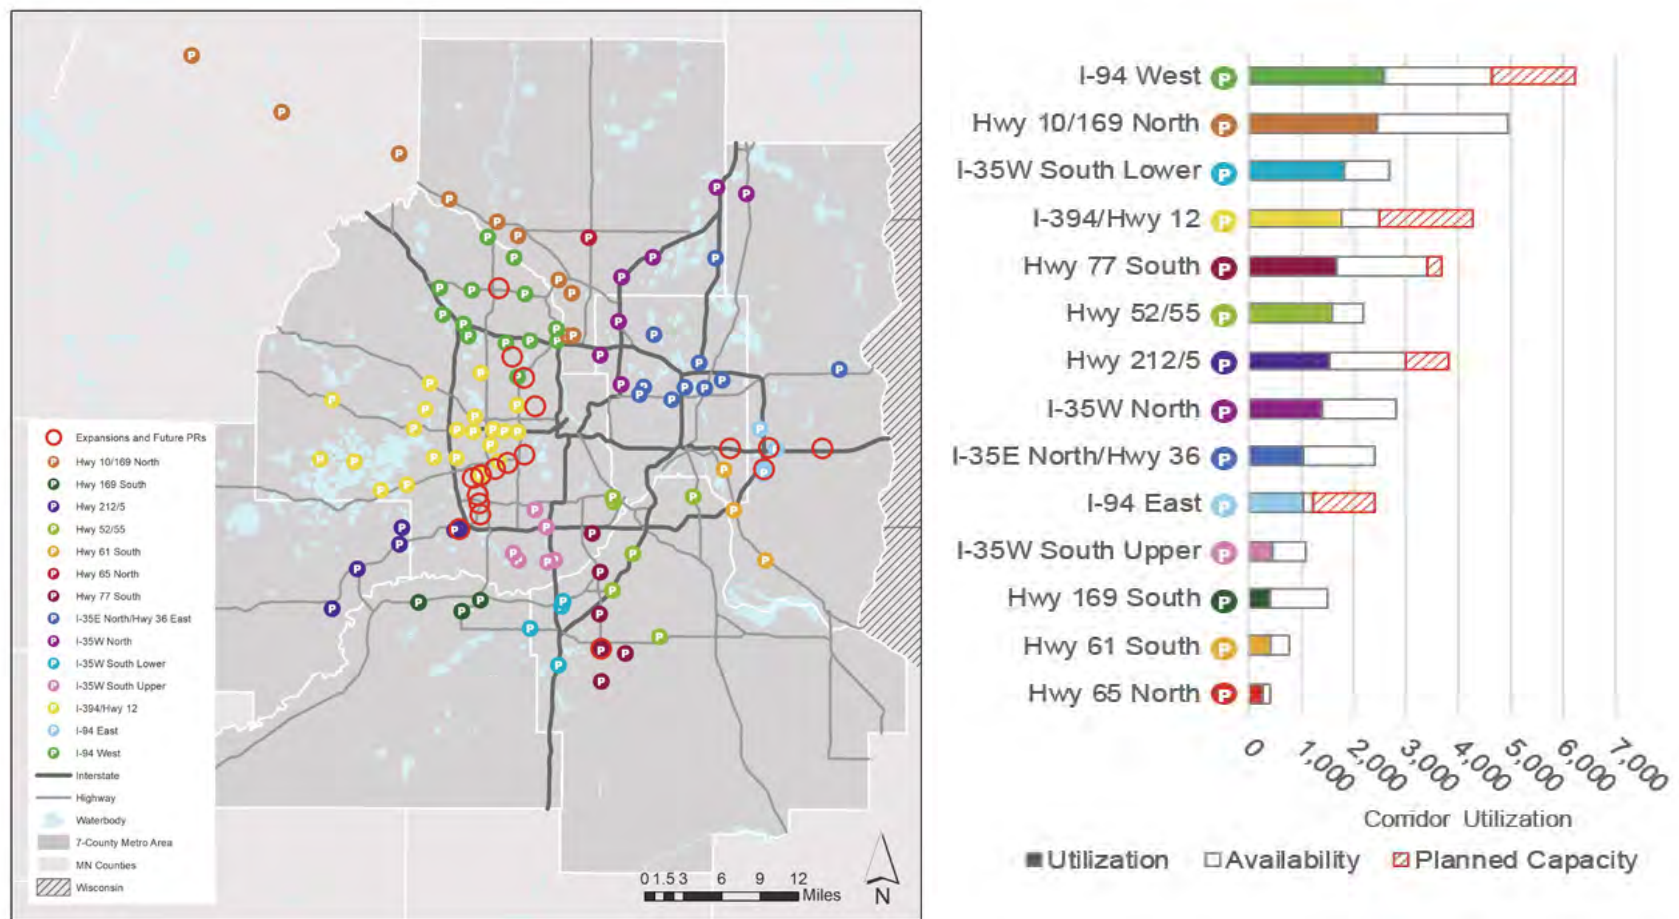 Expansions and Future PRs
Hwy 10/169 North
Hwy 169 South
Hwy 212/5
Hwy 52/55
Hwy 61 South
Hwy 65 North
Hwy 77 South
I-35E North/Hwy 36 East
I-35W North
I-35W South Lower
I-35W South Upper
I-394/Hwy 12
I-94 East
I-94 West
Interstate
Highway
Waterbody
7-County Metro Area
MN Counties
Wisconsin
0 1.5 3 6 9 12
Miles
N
I-94 West P
Hwy 10/169 North P
I-35W South Lower P
I-394/Hwy 12 P
Hwy 77 South P
Hwy 52/55 P
Hwy 212/5 P
I-35W North P
I-35E North/Hwy 36 P
I-94 East P
I-35W South Upper P
Hwy 169 South P
Hwy 61 South P
Hwy 65 North P
0 1,000 2,000 3,000 4,000 5,000 6,000 7,000
Corridor Utilization
Utilization Availability Planned Capacity